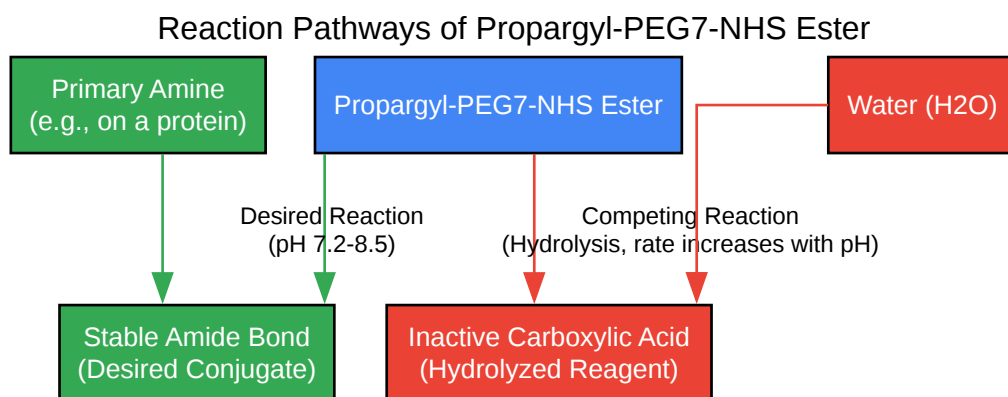 Reaction Pathways of Propargyl-PEG7-NHS Ester
Primary Amine
(e.g., on a protein)
Propargyl-PEG7-NHS Ester
Water (H2O)
Desired Reaction
(pH 7.2-8.5)
Competing Reaction
(Hydrolysis, rate increases with pH)
Stable Amide Bond
(Desired Conjugate)
Inactive Carboxylic Acid
(Hydrolyzed Reagent)